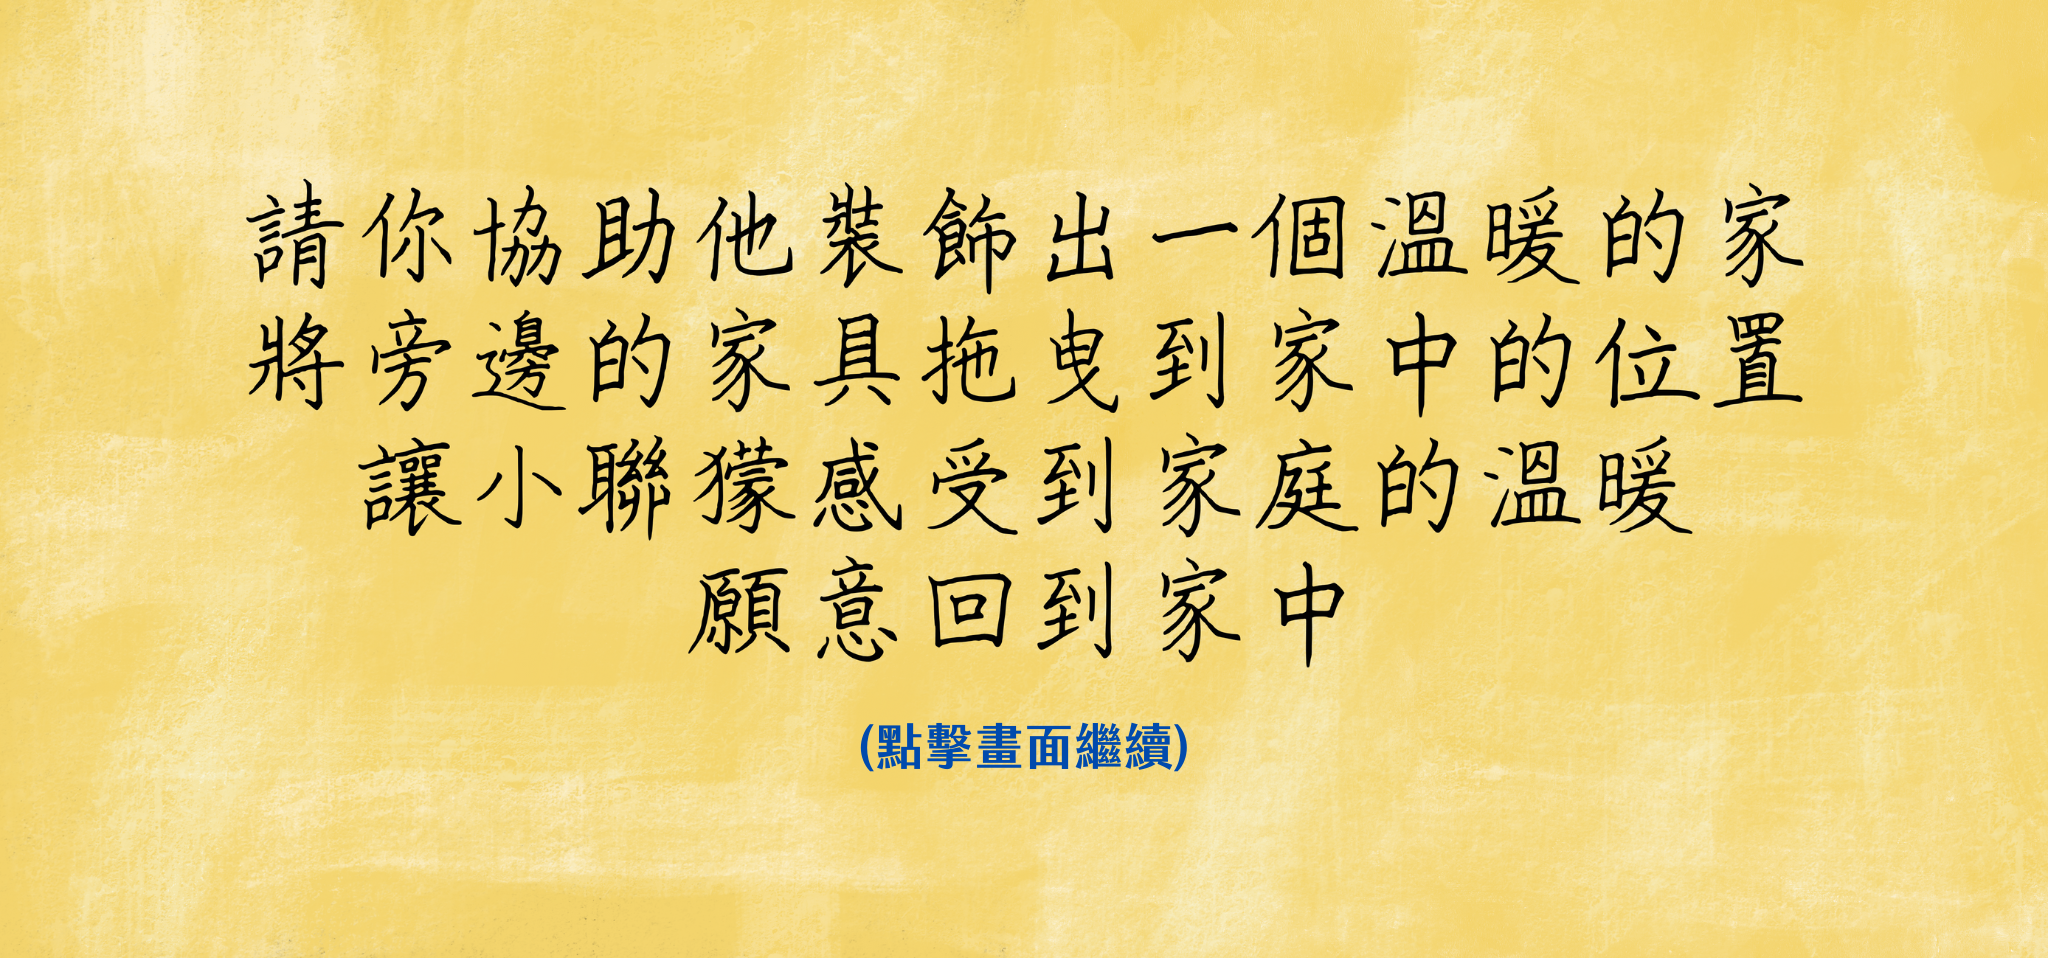 請你協助他裝飾出一個溫暖的家
將旁邊的家具拖曳到家中的位置
讓小聯獴感受到家庭的溫暖
願意回到家中
(點擊畫面繼續)